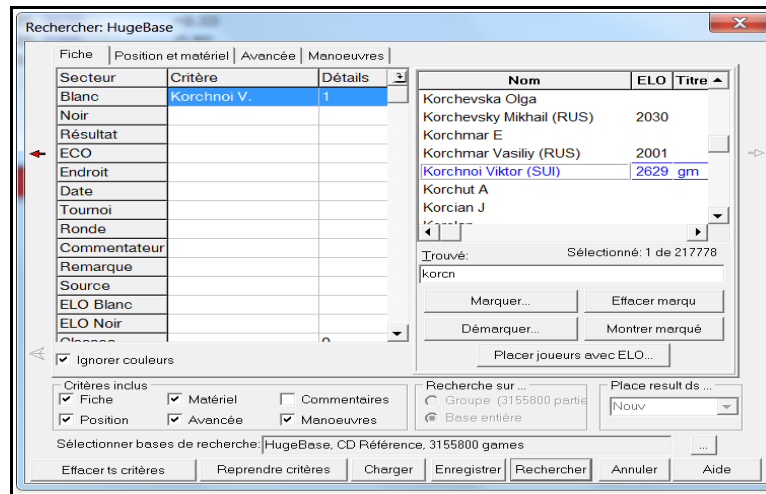 Rechercher: HugeBase
Fiche Position et matériel Avancée Manoeuvres
Secteur Critère Détails
Blanc Korchnoi V. 1
Noir
Résultat
ECO
Endroit
Date
Tournoi
Ronde
Commentateur
Remarque
Source
ELO Blanc
ELO Noir
Ignorer couleurs
Nom ELO Titre
Korchevska Olga
Korchevsky Mikhail (RUS) 2030
Korchmar E
Korchmar Vasiliy (RUS) 2001
Korchnoi Viktor (SUI) 2629 gm
Korchut A
Korcian J
Trouvé: Sélectionné: 1 de 217778
korcn
Marquer... Effacer marqu
Démarquer... Montrer marqué
Placer joueurs avec ELO...
Critères inclus
Fiche Matériel Commentaires
Position Avancée Manoeuvres
Recherche sur ...
Groupe (3155800 partie
Base entière
Place result ds ...
Nouv
Sélectionner bases de recherche: HugeBase, CD Référence, 3155800 games ...
Effacer ts critères Reprendre critères Charger Enregistrer Rechercher Annuler Aide